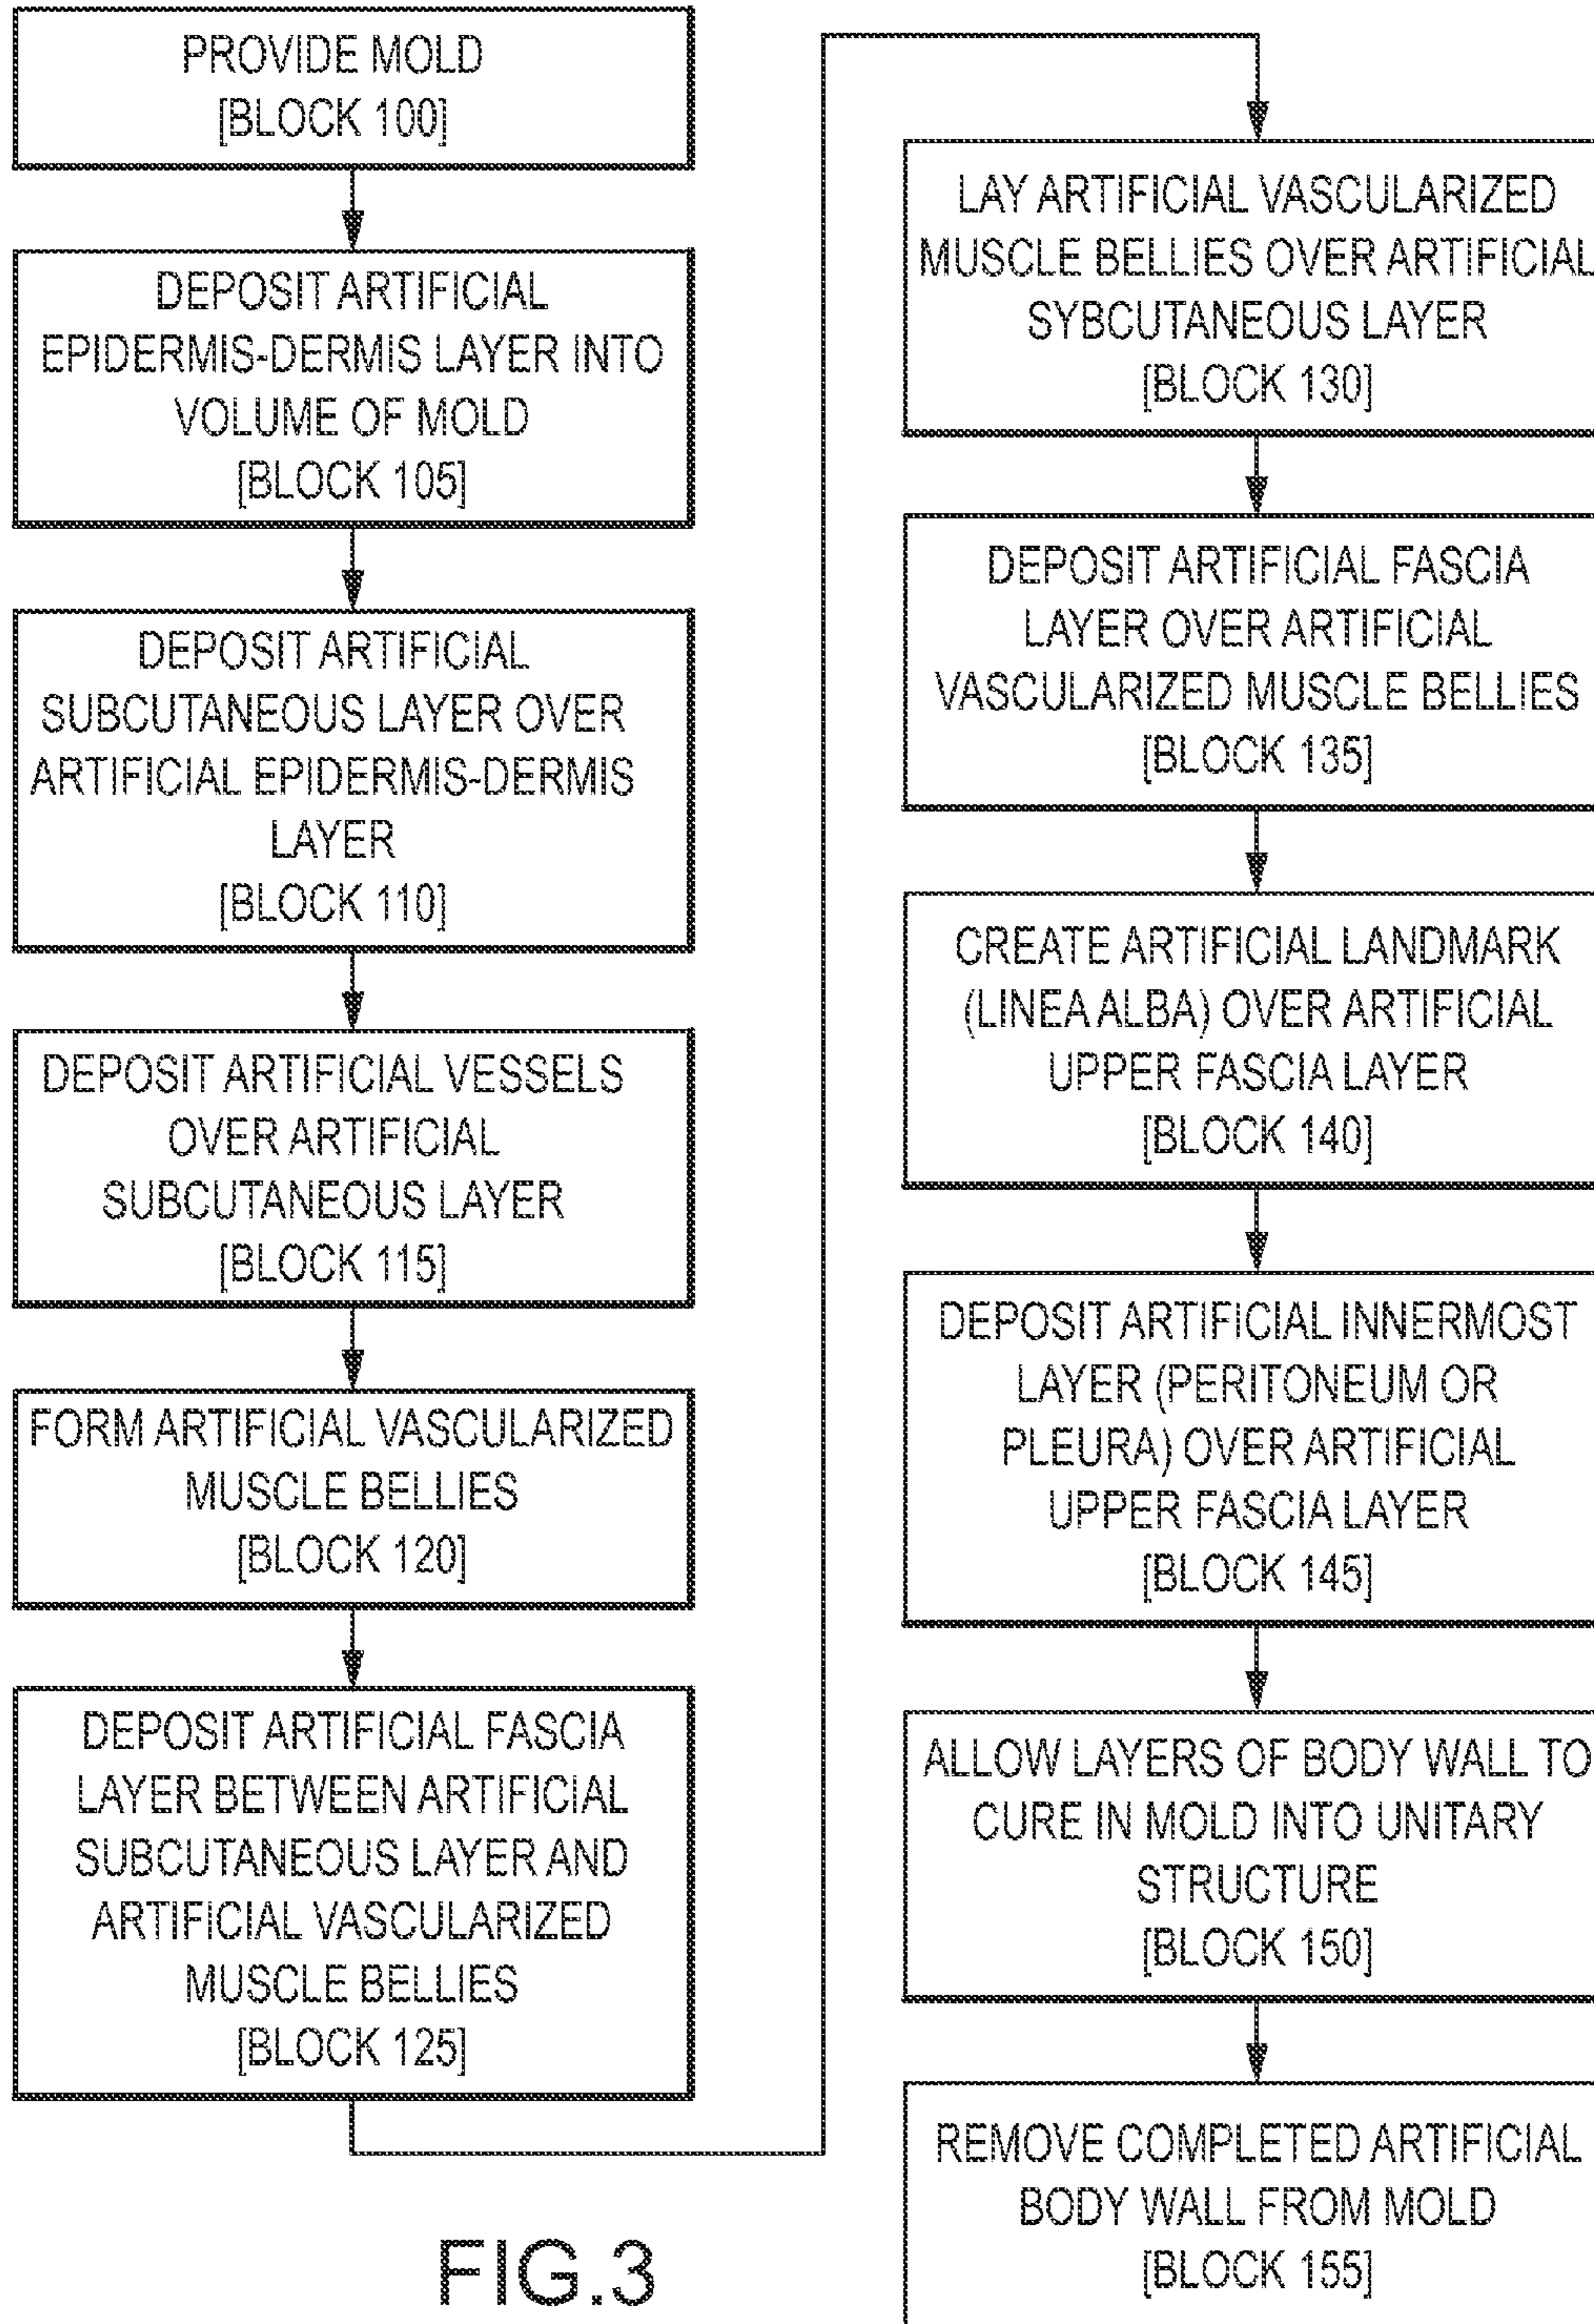 PROVIDE MOLD
[BLOCK 100]
DEPOSIT ARTIFICIAL
EPIDERMIS-DERMIS LAYER INTO
VOLUME OF MOLD
[BLOCK 105]
DEPOSIT ARTIFICIAL
SUBCUTANEOUS LAYER OVER
ARTIFICIAL EPIDERMIS-DERMIS
LAYER
[BLOCK 110]
DEPOSIT ARTIFICIAL VESSELS
OVER ARTIFICIAL
SUBCUTANEOUS LAYER
[BLOCK 115]
FORM ARTIFICIAL VASCULARIZED
MUSCLE BELLIES
[BLOCK 120]
DEPOSIT ARTIFICIAL FASCIA
LAYER BETWEEN ARTIFICIAL
SUBCUTANEOUS LAYER AND
ARTIFICIAL VASCULARIZED
MUSCLE BELLIES
[BLOCK 125]
LAY ARTIFICIAL VASCULARIZED
MUSCLE BELLIES OVER ARTIFICIAL
SYBCUTANEOUS LAYER
[BLOCK 130]
DEPOSIT ARTIFICIAL FASCIA
LAYER OVER ARTIFICIAL
VASCULARIZED MUSCLE BELLIES
[BLOCK 135]
CREATE ARTIFICIAL LANDMARK
(LINEA ALBA) OVER ARTIFICIAL
UPPER FASCIA LAYER
[BLOCK 140]
DEPOSIT ARTIFICIAL INNERMOST
LAYER (PERITONEUM OR
PLEURA) OVER ARTIFICIAL
UPPER FASCIA LAYER
[BLOCK 145]
ALLOW LAYERS OF BODY WALL TO
CURE IN MOLD INTO UNITARY
STRUCTURE
[BLOCK 150]
REMOVE COMPLETED ARTIFICIAL
BODY WALL FROM MOLD
[BLOCK 155]
FIG.3